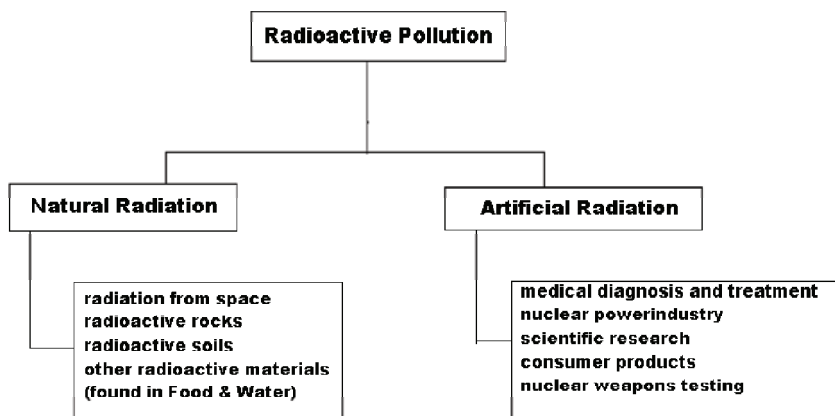 Radioactive Pollution
Natural Radiation
radiation from space
radioactive rocks
radioactive soils
other radioactive materials
(found in Food & Water)
Artificial Radiation
medical diagnosis and treatment
nuclear powerindustry
scientific research
consumer products
nuclear weapons testing